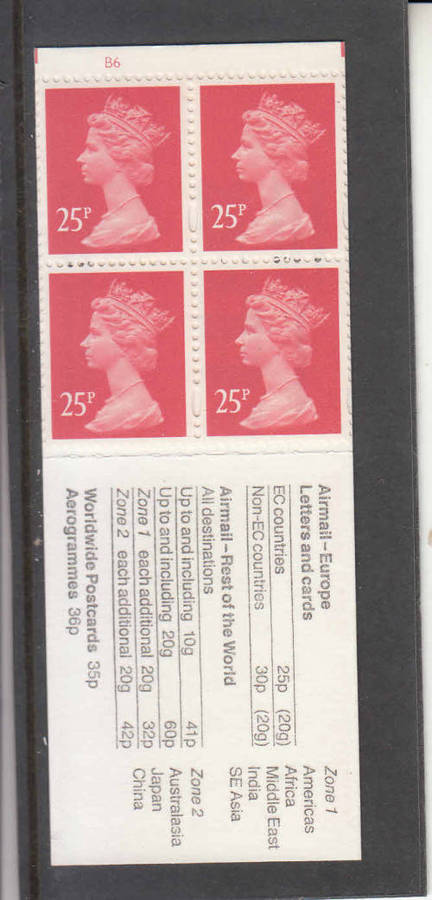 B6
25P
25P
25P
25P
Airmail – Europe
Letters and cards
EC countries 25p (20g)
Non-EC countries 30p (20g)
Airmail – Rest of the World
All destinations
Up to and including 10g 41p
Up to and including 20g 60p
Zone 1 each additional 20g 32p
Zone 2 each additional 20g 42p
Worldwide Postcards 35p
Aerogrammes 36p
Zone 1
Americas
Africa
Middle East
India
SE Asia
Zone 2
Australasia
Japan
China